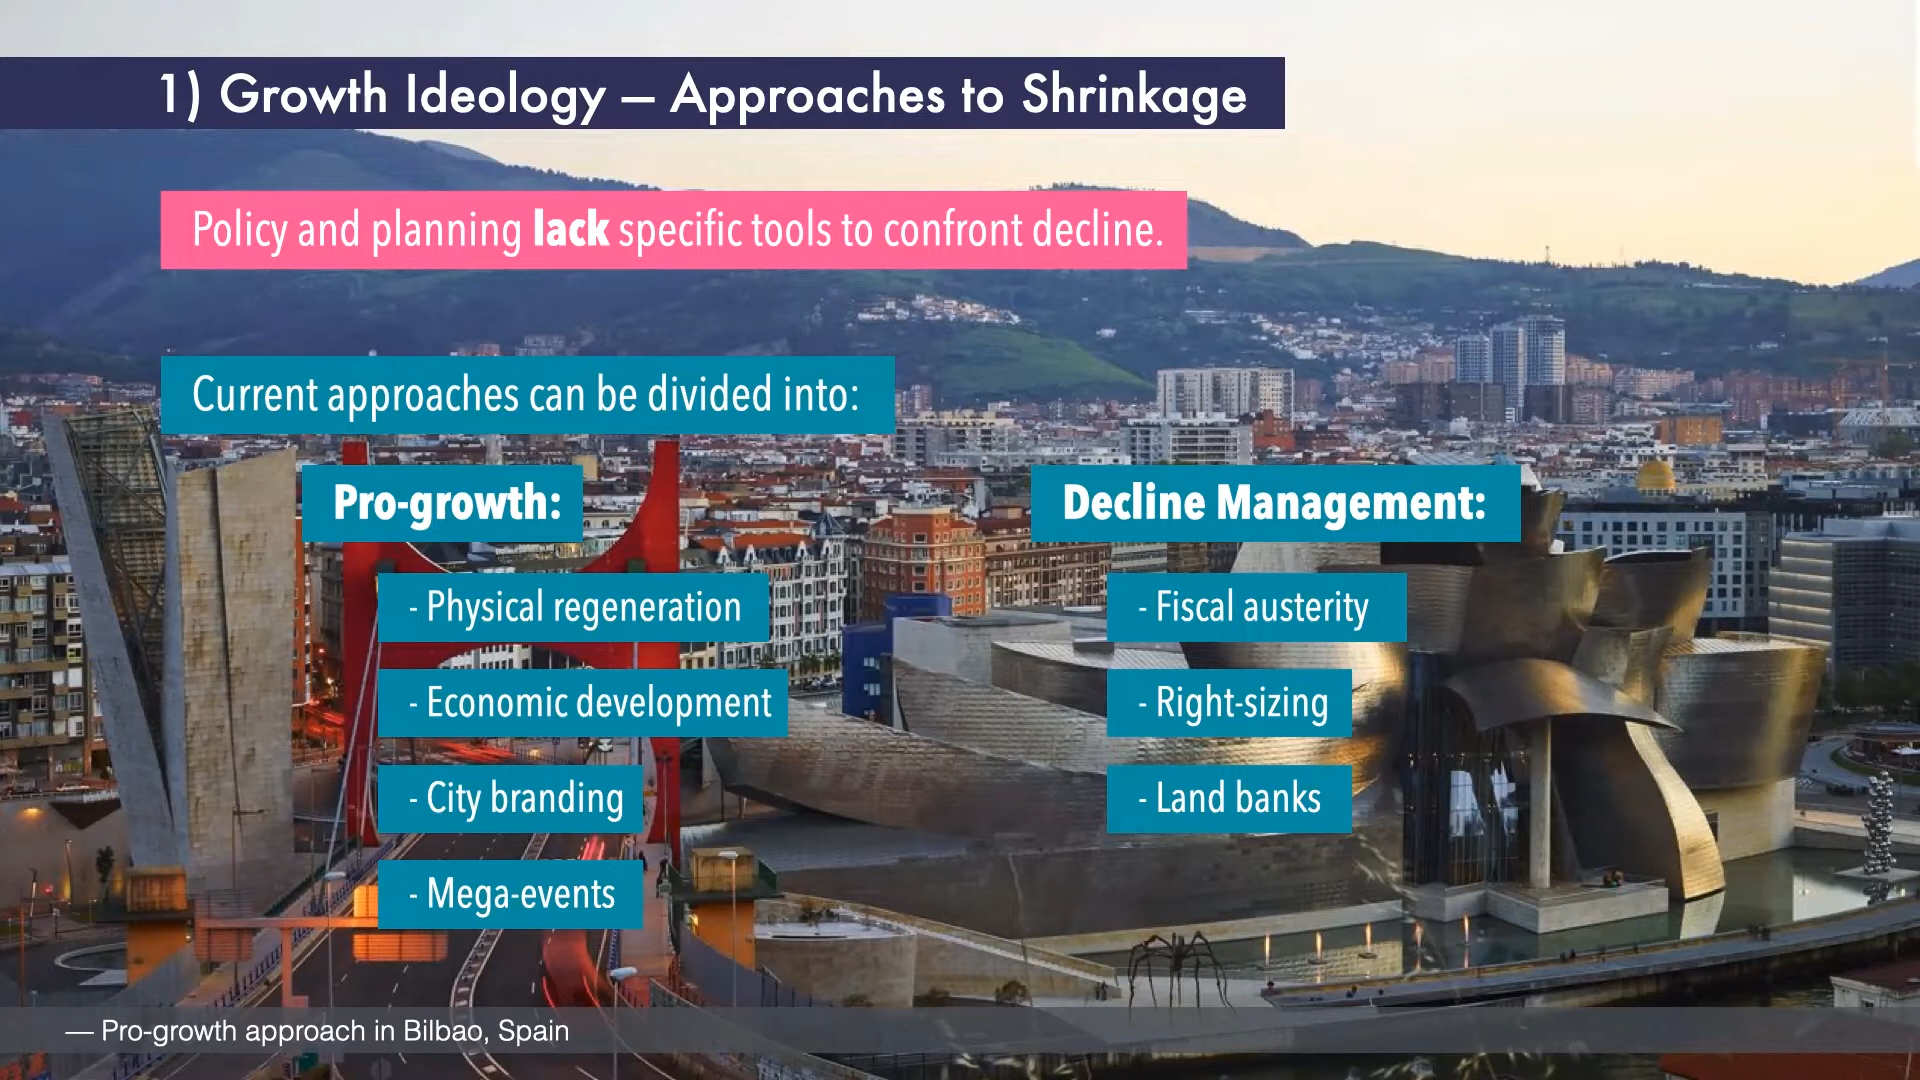 1) Growth Ideology – Approaches to Shrinkage
Policy and planning lack specific tools to confront decline.
Current approaches can be divided into:
Pro-growth:
- Physical regeneration
- Economic development
- City branding
- Mega-events
Decline Management:
- Fiscal austerity
- Right-sizing
- Land banks
— Pro-growth approach in Bilbao, Spain